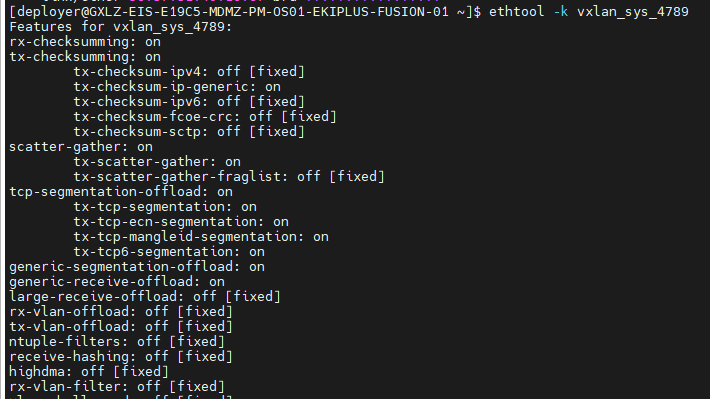 [deployer@GXLZ-EIS-E19C5-MDMZ-PM-OS01-EKIPLUS-FUSION-01 ~]$ ethtool -k vxlan_sys_4789
Features for vxlan_sys_4789:
rx-checksumming: on
tx-checksumming: on
        tx-checksum-ipv4: off [fixed]
        tx-checksum-ip-generic: on
        tx-checksum-ipv6: off [fixed]
        tx-checksum-fcoe-crc: off [fixed]
        tx-checksum-sctp: off [fixed]
scatter-gather: on
        tx-scatter-gather: on
        tx-scatter-gather-fraglist: off [fixed]
tcp-segmentation-offload: on
        tx-tcp-segmentation: on
        tx-tcp-ecn-segmentation: on
        tx-tcp-mangleid-segmentation: on
        tx-tcp6-segmentation: on
generic-segmentation-offload: on
generic-receive-offload: on
large-receive-offload: off [fixed]
rx-vlan-offload: off [fixed]
tx-vlan-offload: off [fixed]
ntuple-filters: off [fixed]
receive-hashing: off [fixed]
highdma: off [fixed]
rx-vlan-filter: off [fixed]